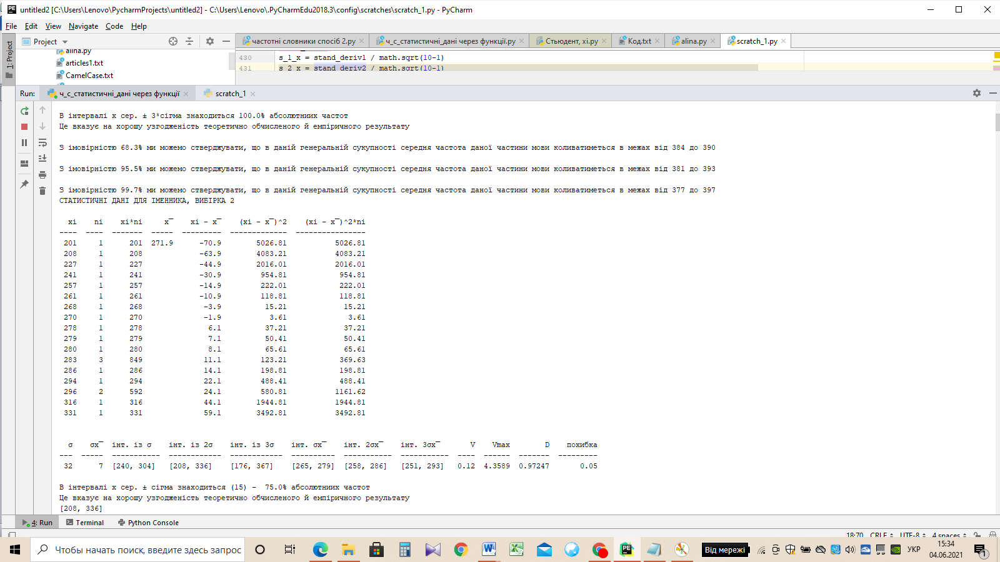 untitled2 [C:\Users\Lenovo\PycharmProjects\untitled2] - C:\Users\Lenovo\.PyCharmEdu2018.3\config\scratches\scratch_1.py - PyCharm
File Edit View Navigate Code Help
Project
частотні словники спосіб 2.py
ч_с_статистичні_дані через функції.py
Стьюдент, хі.py
Код.txt
alina.py
scratch_1.py
1: Project
alina.py
articles1.txt
CamelCase.txt
430 s_1_x = stand_deriv1 / math.sqrt(10-1)
431 s_2_x = stand_deriv2 / math.sqrt(10-1)
Run: ч_с_статистичні_дані через функції scratch_1
В інтервалі х сер. ± 3*сігма знаходиться 100.0% абсолютниих частот
Це вказує на хорошу узгодженість теоретично обчисленого й емпіричного результату
З імовірністю 68.3% ми можемо стверджувати, що в даній генеральній сукупності середня частота даної частини мови коливатиметься в межах від 384 до 390
З імовірністю 95.5% ми можемо стверджувати, що в даній генеральній сукупності середня частота даної частини мови коливатиметься в межах від 381 до 393
З імовірністю 99.7% ми можемо стверджувати, що в даній генеральній сукупності середня частота даної частини мови коливатиметься в межах від 377 до 397
СТАТИСТИЧНІ ДАНІ ДЛЯ ІМЕННИКА, ВИБІРКА 2
xi ni xi*ni x¯ xi - x¯ (xi - x¯)^2 (xi - x¯)^2*ni
---- ---- ------- ----- --------- ------------- ----------------
201 1 201 271.9 -70.9 5026.81 5026.81
208 1 208 -63.9 4083.21 4083.21
227 1 227 -44.9 2016.01 2016.01
241 1 241 -30.9 954.81 954.81
257 1 257 -14.9 222.01 222.01
261 1 261 -10.9 118.81 118.81
268 1 268 -3.9 15.21 15.21
270 1 270 -1.9 3.61 3.61
278 1 278 6.1 37.21 37.21
279 1 279 7.1 50.41 50.41
280 1 280 8.1 65.61 65.61
283 3 849 11.1 123.21 369.63
286 1 286 14.1 198.81 198.81
294 1 294 22.1 488.41 488.41
296 2 592 24.1 580.81 1161.62
316 1 316 44.1 1944.81 1944.81
331 1 331 59.1 3492.81 3492.81
σ σx¯ інт. із σ інт. із 2σ інт. із 3σ інт. σx¯ інт. 2σx¯ інт. 3σx¯ V Vmax D похибка
--- ----- ----------- ------------ ------------ ---------- ----------- ----------- ---- ------ ------- ---------
32 7 [240, 304] [208, 336] [176, 367] [265, 279] [258, 286] [251, 293] 0.12 4.3589 0.97247 0.05
В інтервалі х сер. ± сігма знаходиться (15) - 75.0% абсолютниих частот
Це вказує на хорошу узгодженість теоретично обчисленого й емпіричного результату
[208, 336]
4: Run Terminal Python Console
18:70 CRLF UTF-8 4 spaces
Чтобы начать поиск, введите здесь запрос
Від мережі
УКР
15:34
04.06.2021
1